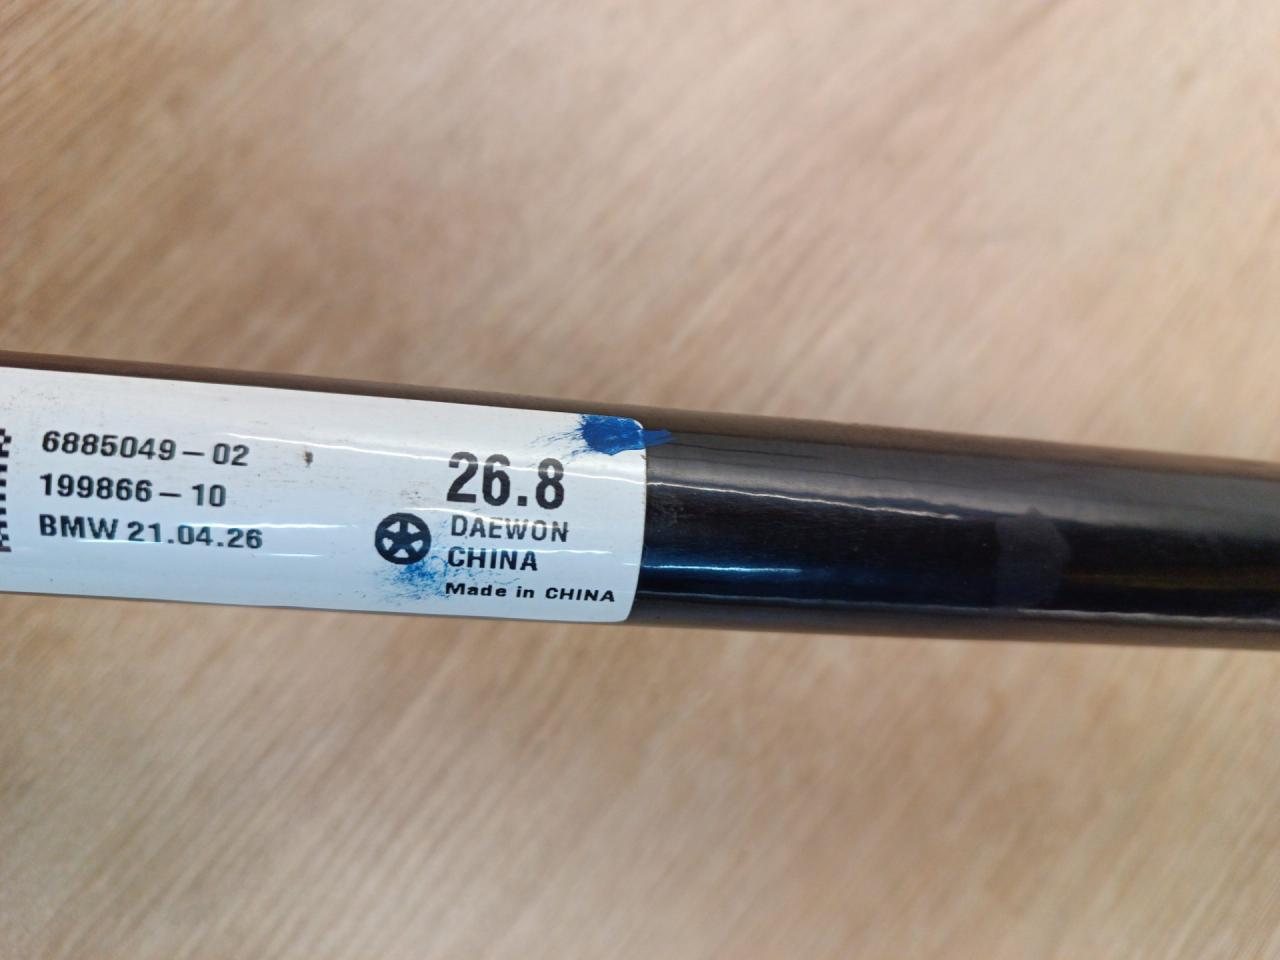 6885049-02
199866-10
BMW 21.04.26
26.8
DAEWON
CHINA
Made in CHINA